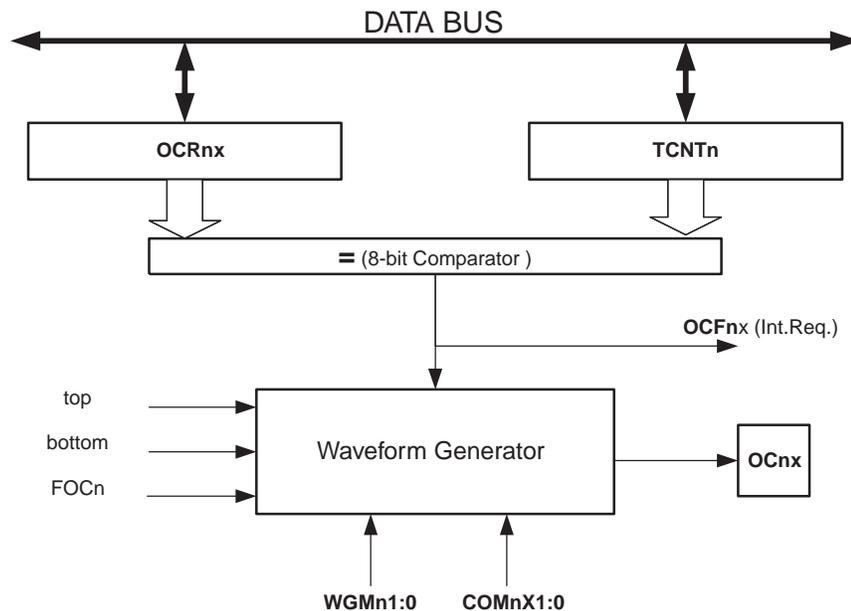 DATA BUS
OCRnx
TCNTn
= (8-bit Comparator )
OCFnx (Int.Req.)
top
bottom
FOCn
Waveform Generator
OCnx
WGMn1:0
COMnX1:0